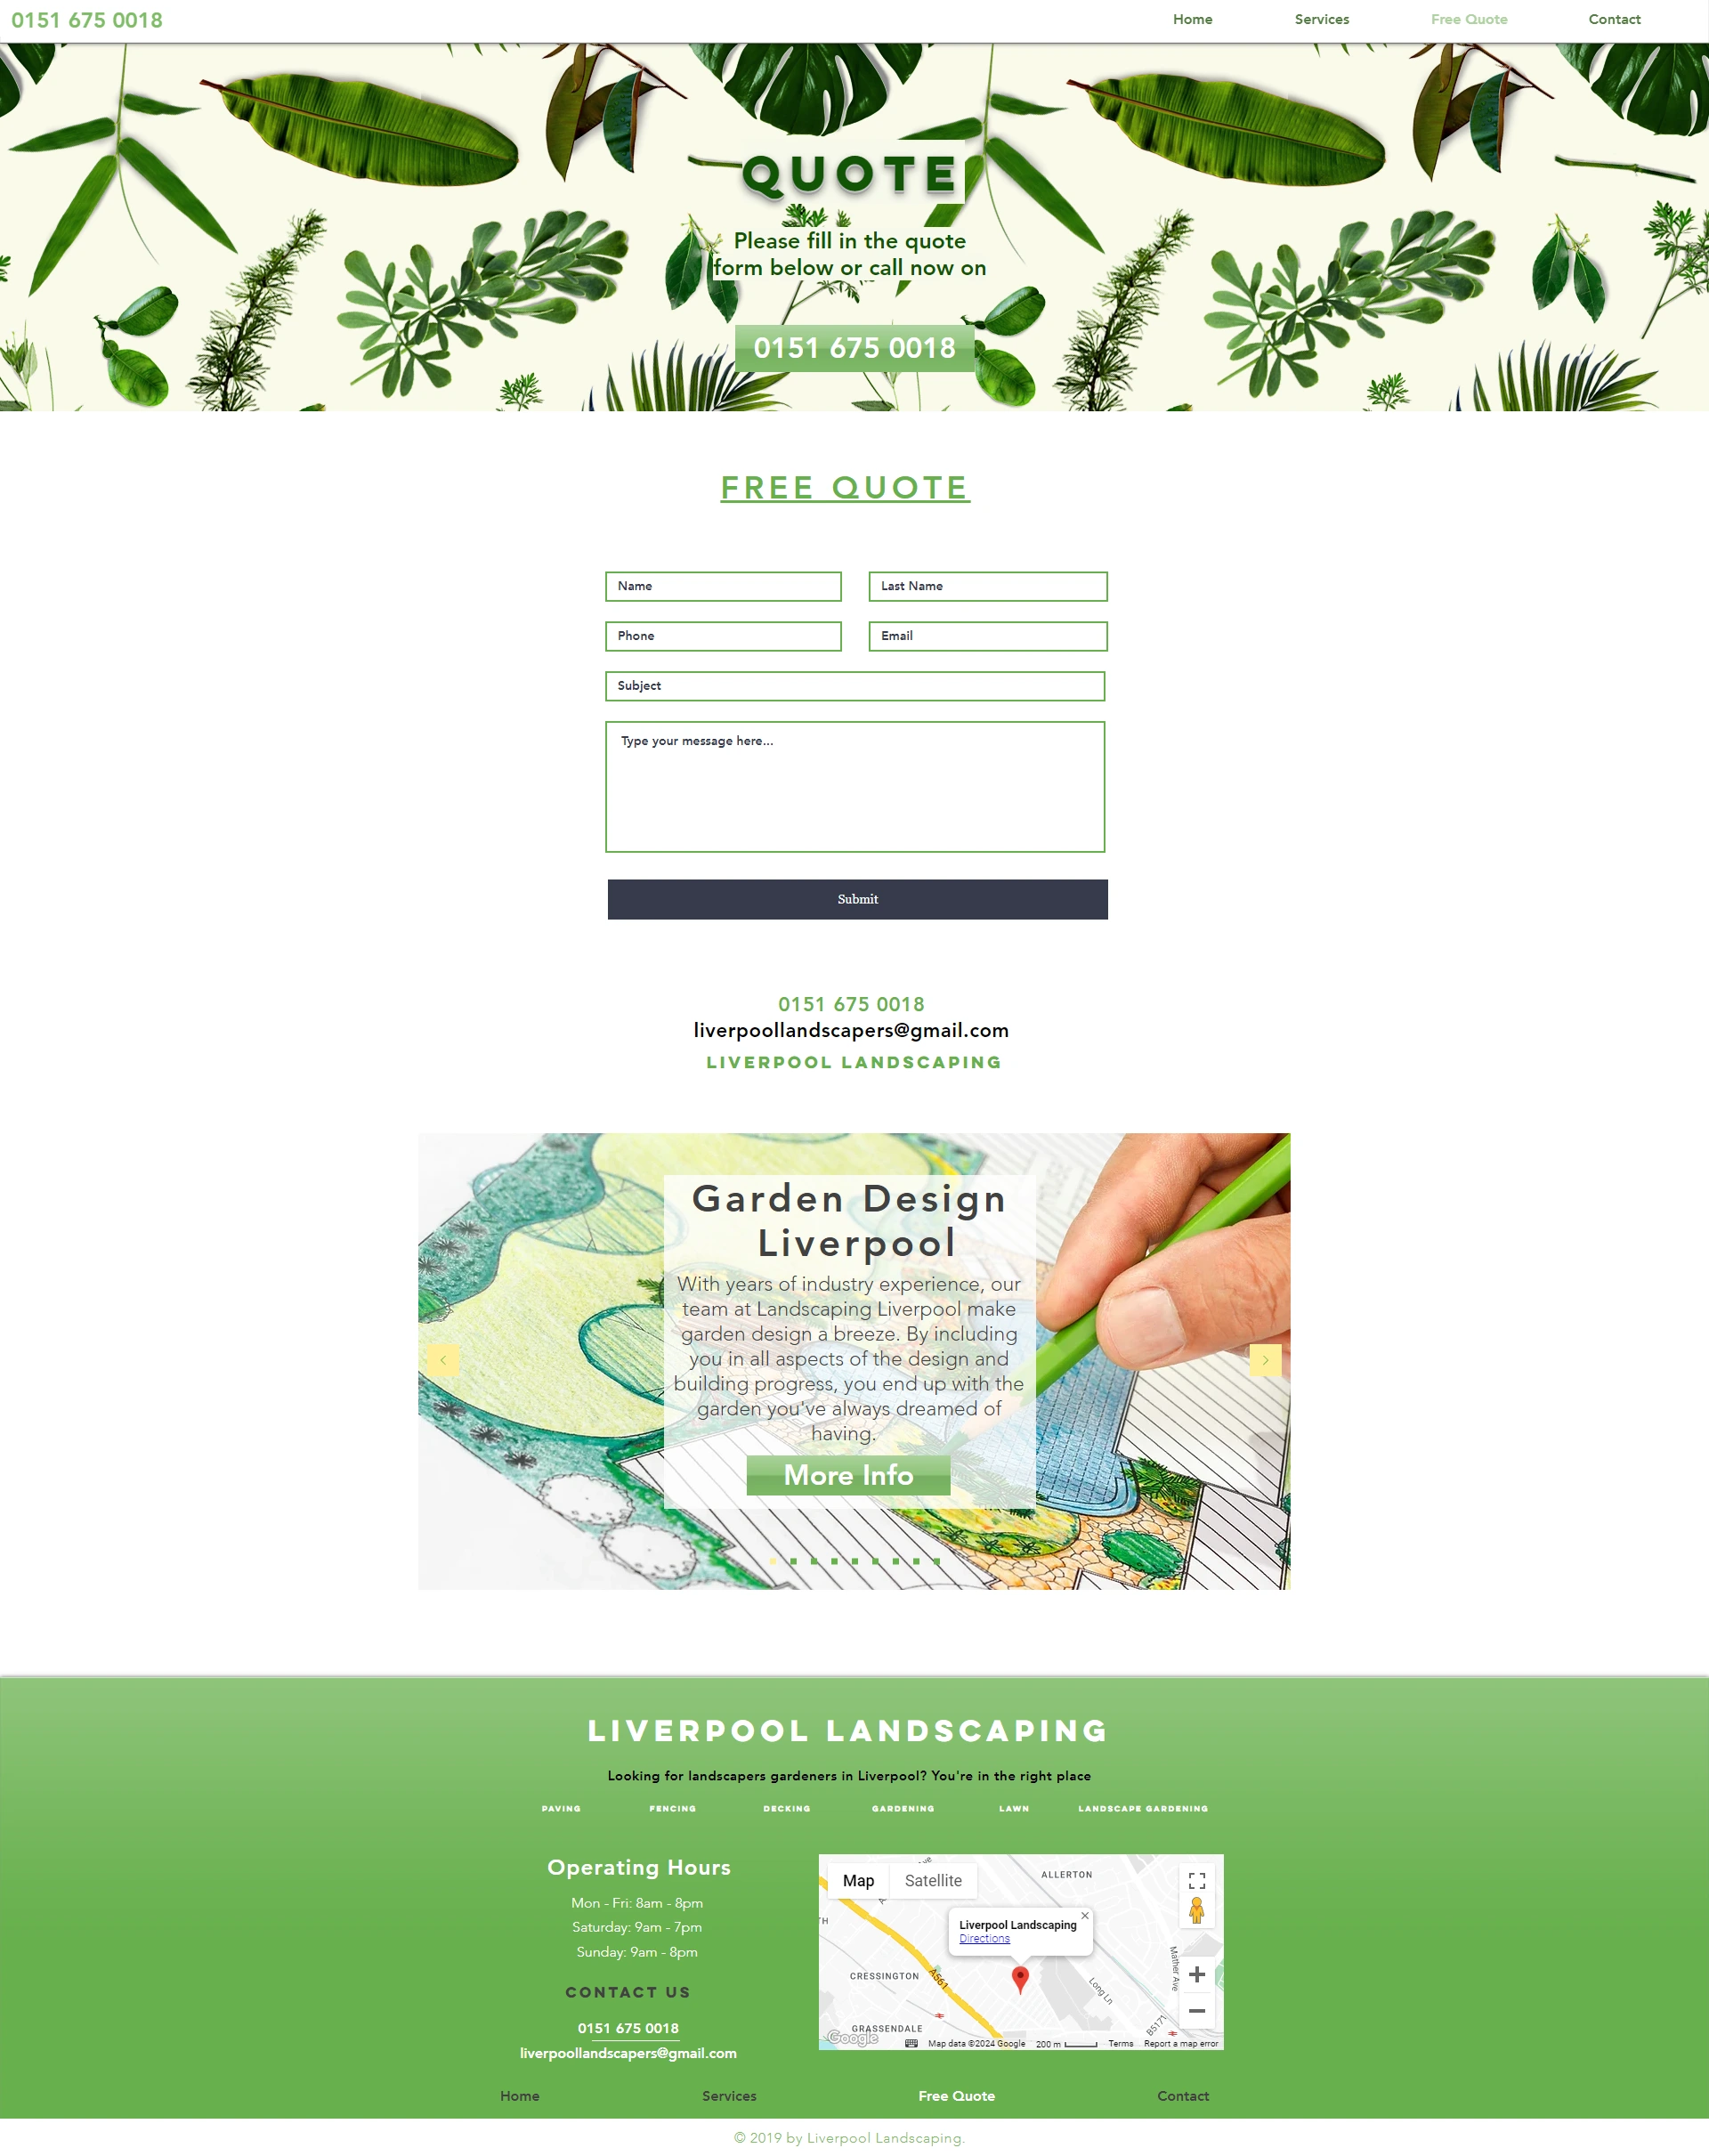 0151 675 0018
Home
Services
Free Quote
Contact
QUOTE
Please fill in the quote
form below or call now on
0151 675 0018
FREE QUOTE
Name
Last Name
Phone
Email
Subject
Type your message here...
Submit
0151 675 0018
liverpoollandscapers@gmail.com
LIVERPOOL LANDSCAPING
Garden Design
Liverpool
With years of industry experience, our
team at Landscaping Liverpool make
garden design a breeze. By including
you in all aspects of the design and
building progress, you end up with the
garden you've always dreamed of
having.
More Info
LIVERPOOL LANDSCAPING
Looking for landscapers gardeners in Liverpool? You're in the right place
PAVING
FENCING
DECKING
GARDENING
LAWN
LANDSCAPE GARDENING
Operating Hours
Mon - Fri: 8am - 8pm
Saturday: 9am - 7pm
Sunday: 9am - 8pm
CONTACT US
0151 675 0018
liverpoollandscapers@gmail.com
Map
Satellite
ALLERTON
Liverpool Landscaping
Directions
CRESSINGTON
A561
Long Ln
Mather Ave
B5171
GRASSENDALE
Google
Map data ©2024 Google
200 m
Terms
Report a map error
Home
Services
Free Quote
Contact
© 2019 by Liverpool Landscaping.